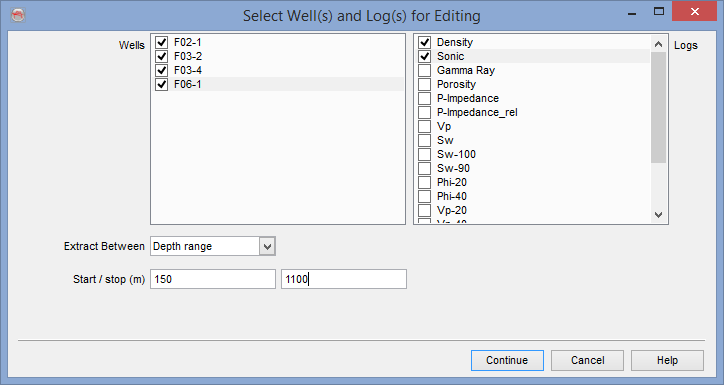 Select Well(s) and Log(s) for Editing
Wells
F02-1
F03-2
F03-4
F06-1
Density
Sonic
Gamma Ray
Porosity
P-Impedance
P-Impedance_rel
Vp
Sw
Sw-100
Sw-90
Phi-20
Phi-40
Vp-20
Logs
Extract Between Depth range
Start / stop (m) 150 1100
Continue Cancel Help